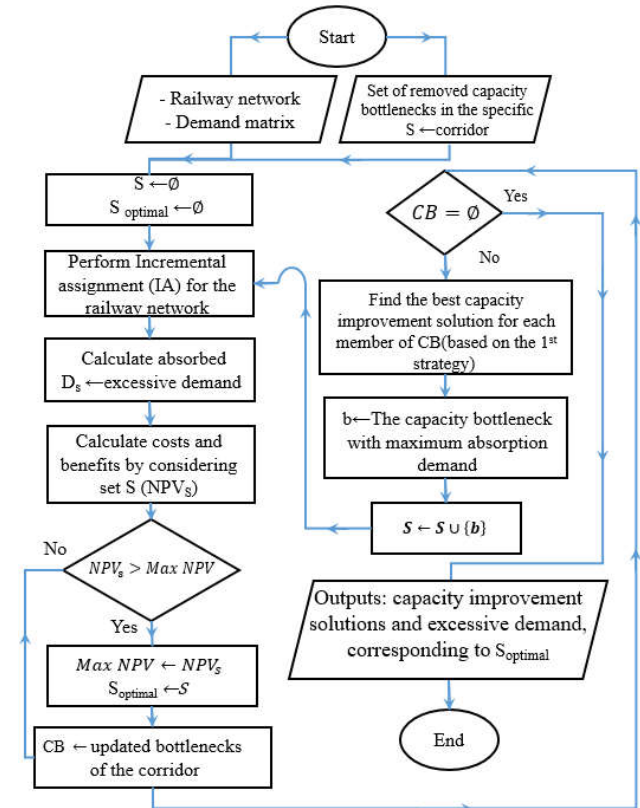 Start
- Railway network
- Demand matrix
Set of removed capacity
bottlenecks in the specific
S ←corridor
S ←∅
S optimal ←∅
Perform Incremental
assignment (IA) for the
railway network
Calculate absorbed
Dₛ ←excessive demand
Calculate costs and
benefits by considering
set S (NPVₛ)
No
NPVₛ > Max NPV
Yes
Max NPV ← NPVₛ
Sₒₚₜᵢₘₐₗ ←S
CB ← updated bottlenecks
of the corridor
CB = ∅
Yes
No
Find the best capacity
improvement solution for each
member of CB(based on the 1ˢᵗ
strategy)
b←The capacity bottleneck
with maximum absorption
demand
S ← S ∪ {b}
Outputs: capacity improvement
solutions and excessive demand,
corresponding to Sₒₚₜᵢₘₐₗ
End